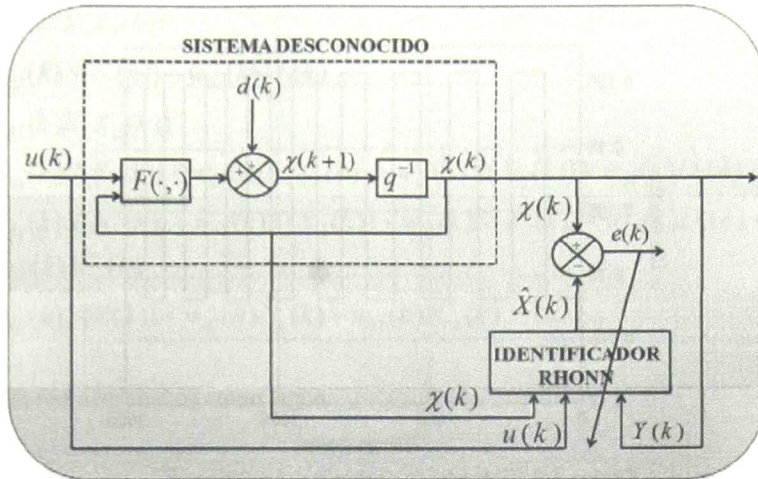 SISTEMA DESCONOCIDO
d(k)
u(k)
F(·,·)
+
+
χ(k+1)
q⁻¹
χ(k)
χ(k)
+
e(k)
−
X̂(k)
IDENTIFICADOR
RHONN
χ(k)
u(k)
Y(k)